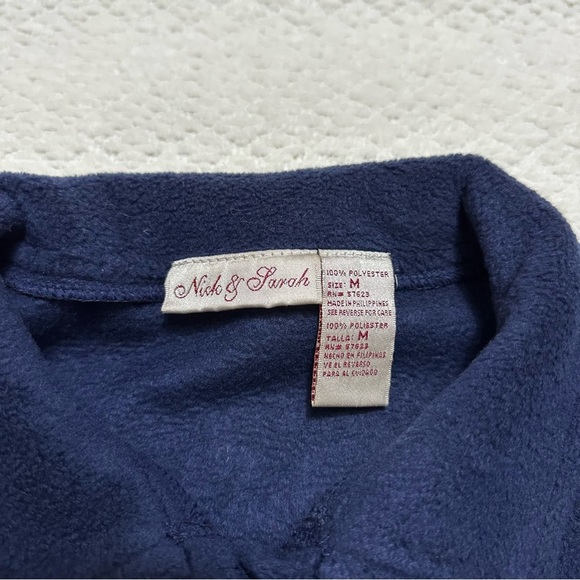 Nick & Sarah
100% POLYESTER
SIZE: M
RN# 57623
MADE IN PHILIPPINES
SEE REVERSE FOR CARE
100% POLIESTER
TALLA: M
RN# 57623
HECHO EN FILIPINAS
VE EL REVERSO
PARA AL CUIDADO